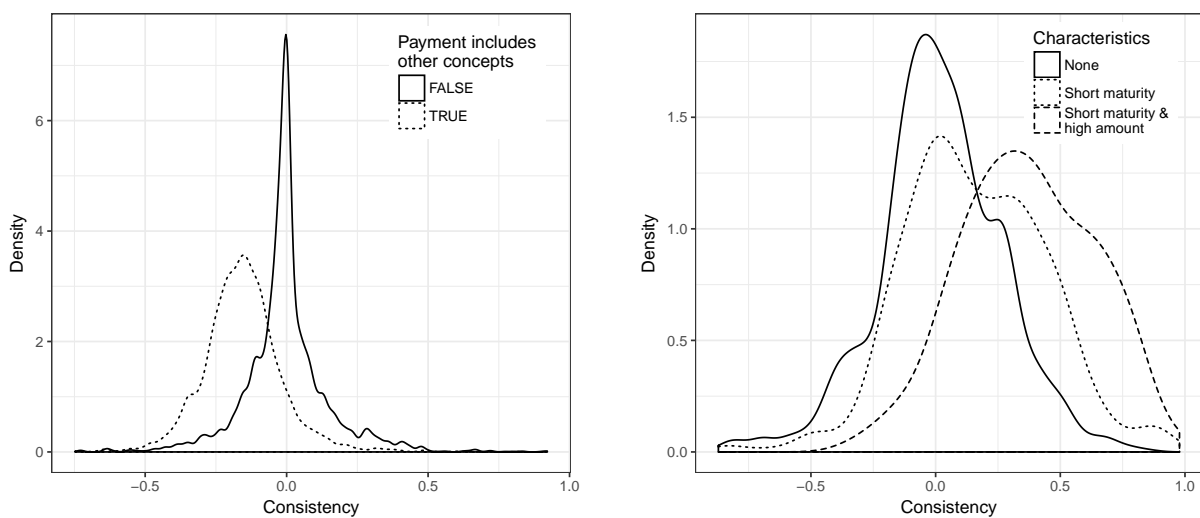 Payment includes
other concepts
FALSE
TRUE
6
4
2
0
Density
−0.5
0.0
0.5
1.0
Consistency
Characteristics
None
Short maturity
Short maturity &
high amount
1.5
1.0
0.5
0.0
Density
−0.5
0.0
0.5
1.0
Consistency